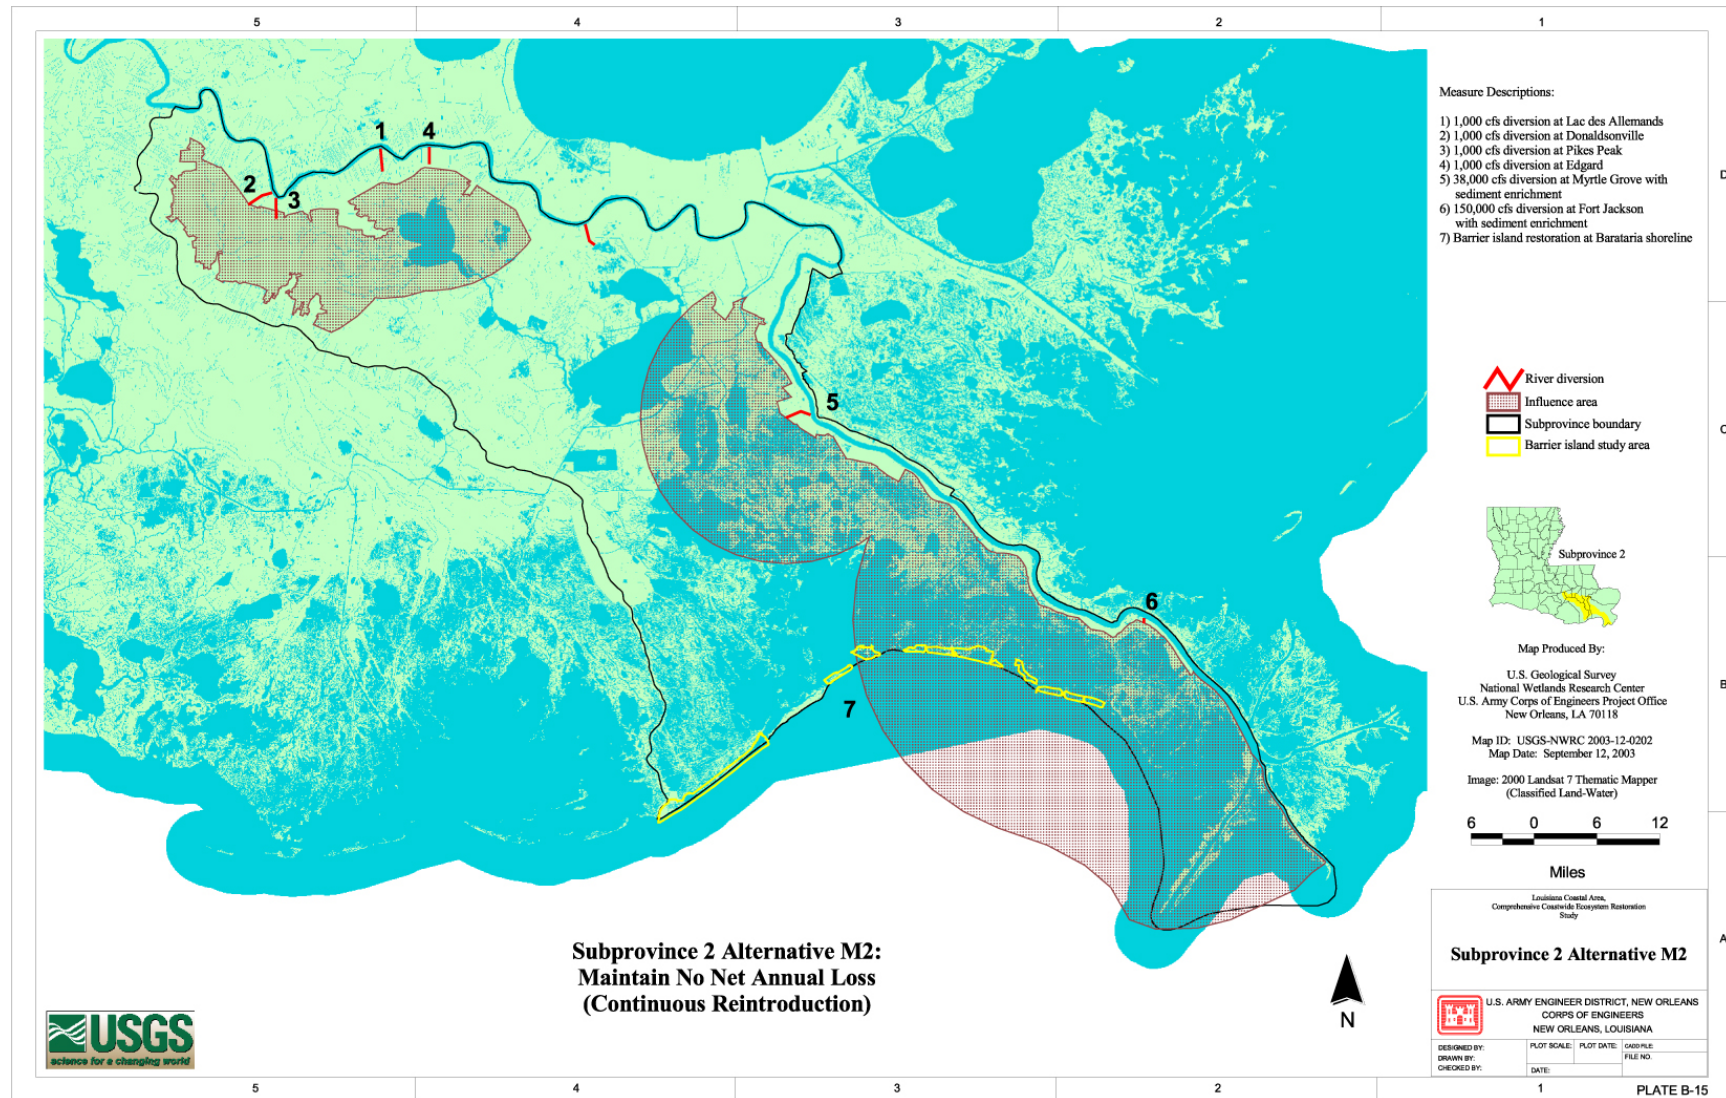 5 4 3 2 1
Measure Descriptions:
1) 1,000 cfs diversion at Lac des Allemands
2) 1,000 cfs diversion at Donaldsonville
3) 1,000 cfs diversion at Pikes Peak
4) 1,000 cfs diversion at Edgard
5) 38,000 cfs diversion at Myrtle Grove with
sediment enrichment
6) 150,000 cfs diversion at Fort Jackson
with sediment enrichment
7) Barrier island restoration at Barataria shoreline
1
4
2
3
5
6
7
D
C
B
A
River diversion
Influence area
Subprovince boundary
Barrier island study area
Subprovince 2
Map Produced By:
U.S. Geological Survey
National Wetlands Research Center
U.S. Army Corps of Engineers Project Office
New Orleans, LA 70118
Map ID: USGS-NWRC 2003-12-0202
Map Date: September 12, 2003
Image: 2000 Landsat 7 Thematic Mapper
(Classified Land-Water)
6 0 6 12
Miles
Louisiana Coastal Area,
Comprehensive Coastwide Ecosystem Restoration
Study
Subprovince 2 Alternative M2
U.S. ARMY ENGINEER DISTRICT, NEW ORLEANS
CORPS OF ENGINEERS
NEW ORLEANS, LOUISIANA
DESIGNED BY:
DRAWN BY:
CHECKED BY:
PLOT SCALE:
PLOT DATE:
CADD FILE:
FILE NO.
DATE:
Subprovince 2 Alternative M2:
Maintain No Net Annual Loss
(Continuous Reintroduction)
N
USGS
science for a changing world
5 4 3 2 1
PLATE B-15